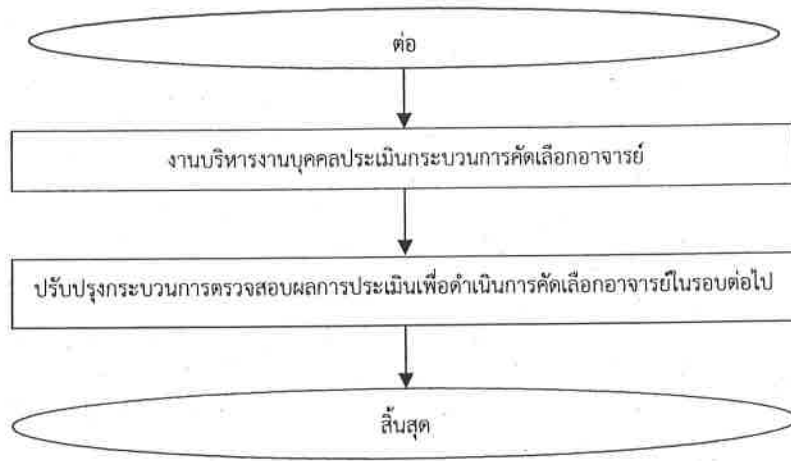 ต่อ
งานบริหารงานบุคคลประเมินกระบวนการคัดเลือกอาจารย์
ปรับปรุงกระบวนการตรวจสอบผลการประเมินเพื่อดำเนินการคัดเลือกอาจารย์ในรอบต่อไป
สิ้นสุด